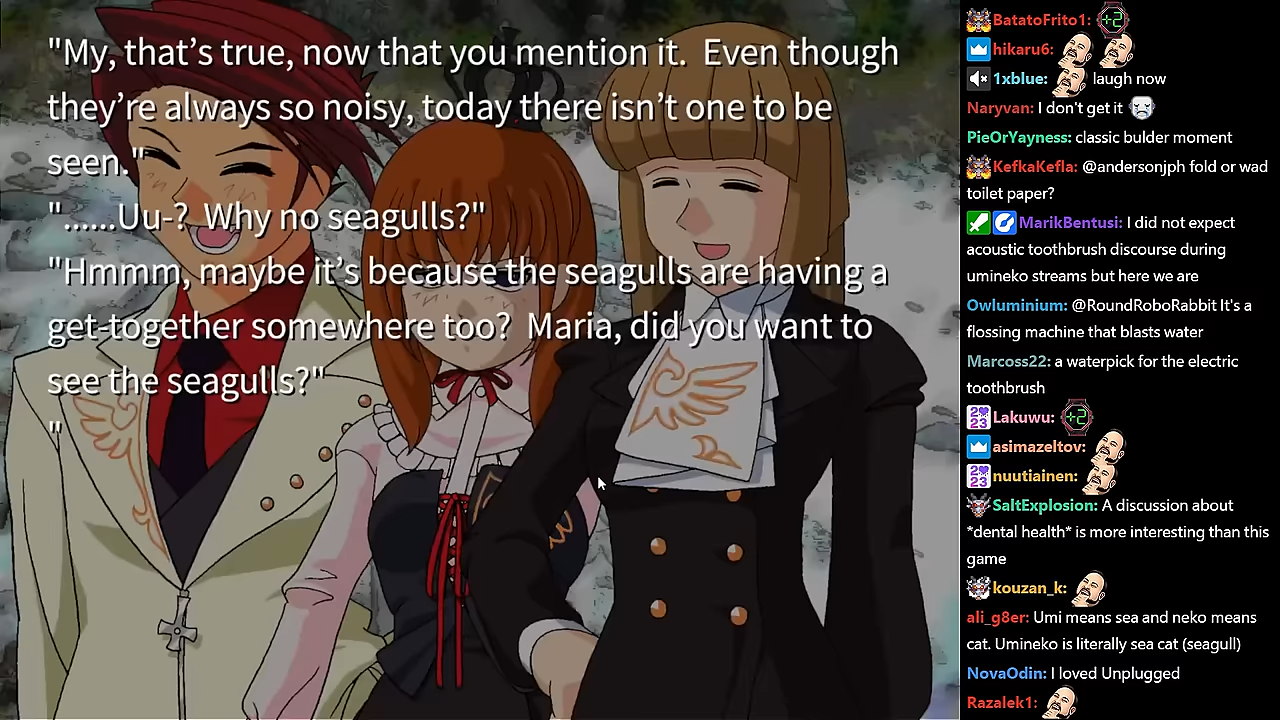 "My, that’s true, now that you mention it.  Even though
they’re always so noisy, today there isn’t one to be
seen."
"......Uu-?  Why no seagulls?"
"Hmmm, maybe it’s because the seagulls are having a
get-together somewhere too?  Maria, did you want to
see the seagulls?"
"
BatatoFrito1: +2
hikaru6:
1xblue: laugh now
Naryvan: I don't get it
PieOrYayness: classic bulder moment
KefkaKefla: @andersonjph fold or wad
toilet paper?
MarikBentusi: I did not expect
acoustic toothbrush discourse during
umineko streams but here we are
Owluminium: @RoundRoboRabbit It's a
flossing machine that blasts water
Marcoss22: a waterpick for the electric
toothbrush
2 23 Lakuwu: +2
asimazeltov:
2 23 nuutiainen:
SaltExplosion: A discussion about
*dental health* is more interesting than this
game
kouzan_k:
ali_g8er: Umi means sea and neko means
cat. Umineko is literally sea cat (seagull)
NovaOdin: I loved Unplugged
Razalek1: